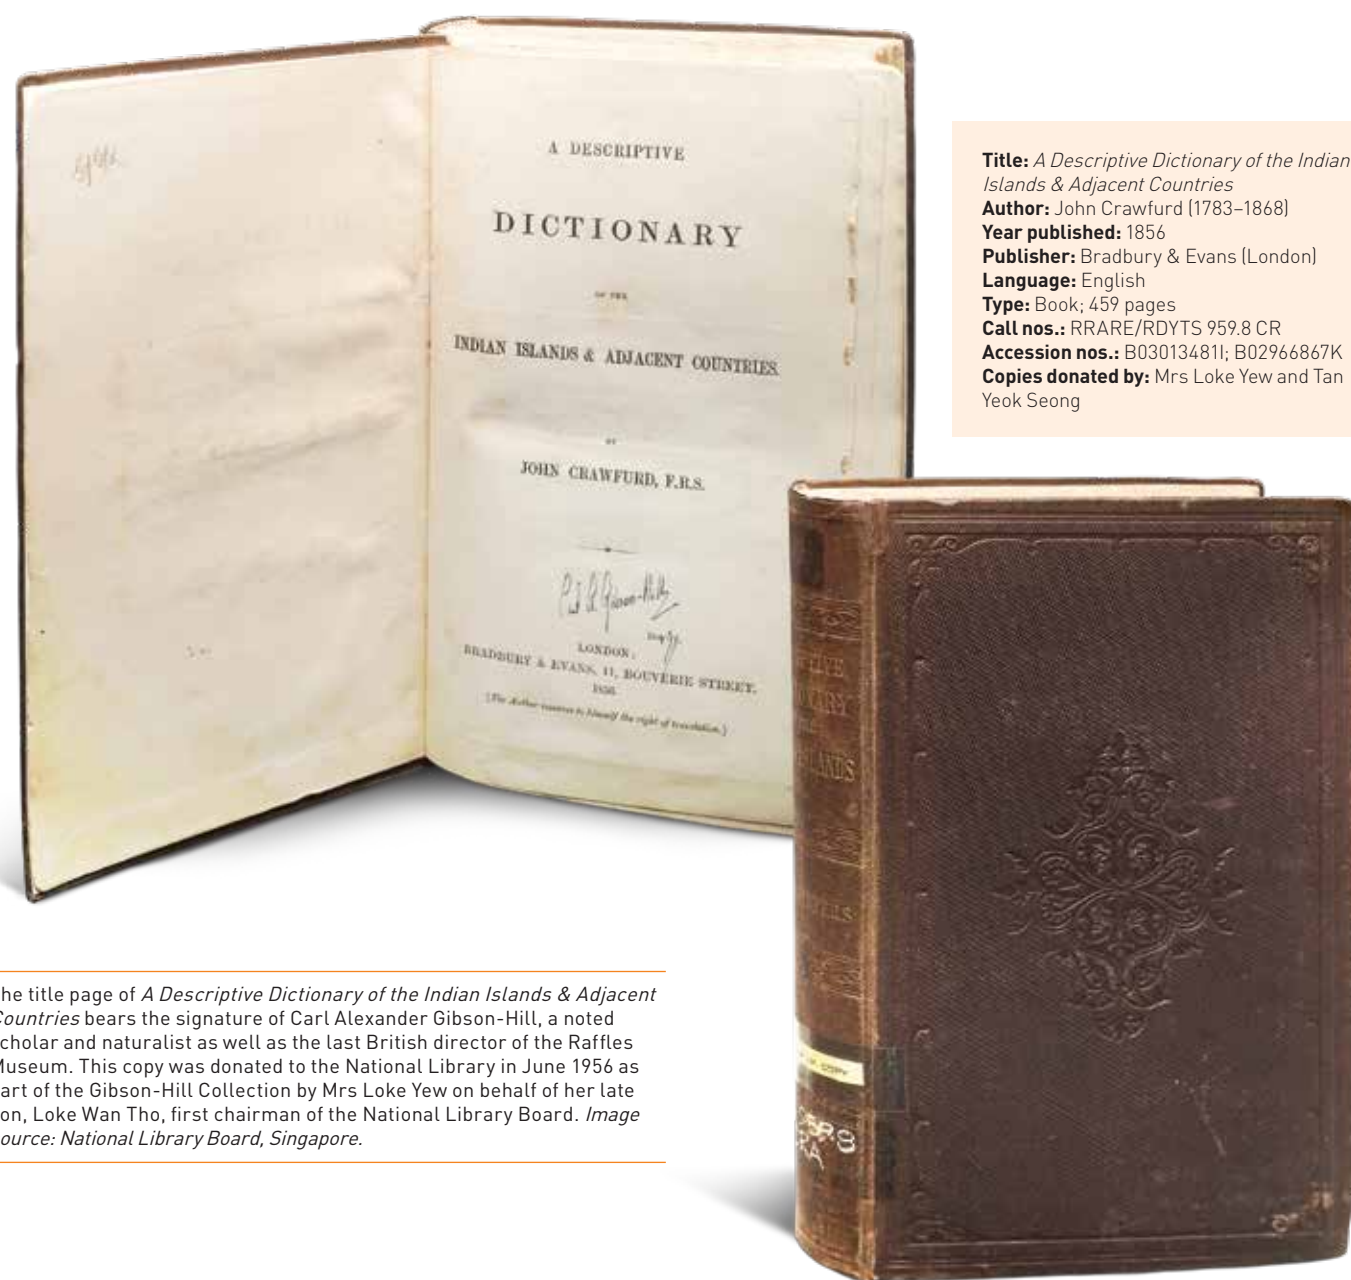 A DESCRIPTIVE
DICTIONARY
OF THE
INDIAN ISLANDS & ADJACENT COUNTRIES.
BY
JOHN CRAWFURD, F.R.S.
LONDON:
BRADBURY & EVANS, 11, BOUVERIE STREET.
1856.
[The Author reserves to himself the right of translation.]
Title: A Descriptive Dictionary of the Indian
Islands & Adjacent Countries
Author: John Crawfurd (1783–1868)
Year published: 1856
Publisher: Bradbury & Evans (London)
Language: English
Type: Book; 459 pages
Call nos.: RRARE/RDYTS 959.8 CR
Accession nos.: B03013481I; B02966867K
Copies donated by: Mrs Loke Yew and Tan
Yeok Seong
TIVE
NARY
LANDS
COPY
he title page of A Descriptive Dictionary of the Indian Islands & Adjacent
ountries bears the signature of Carl Alexander Gibson-Hill, a noted
cholar and naturalist as well as the last British director of the Raffles
Museum. This copy was donated to the National Library in June 1956 as
art of the Gibson-Hill Collection by Mrs Loke Yew on behalf of her late
on, Loke Wan Tho, first chairman of the National Library Board. Image
ource: National Library Board, Singapore.